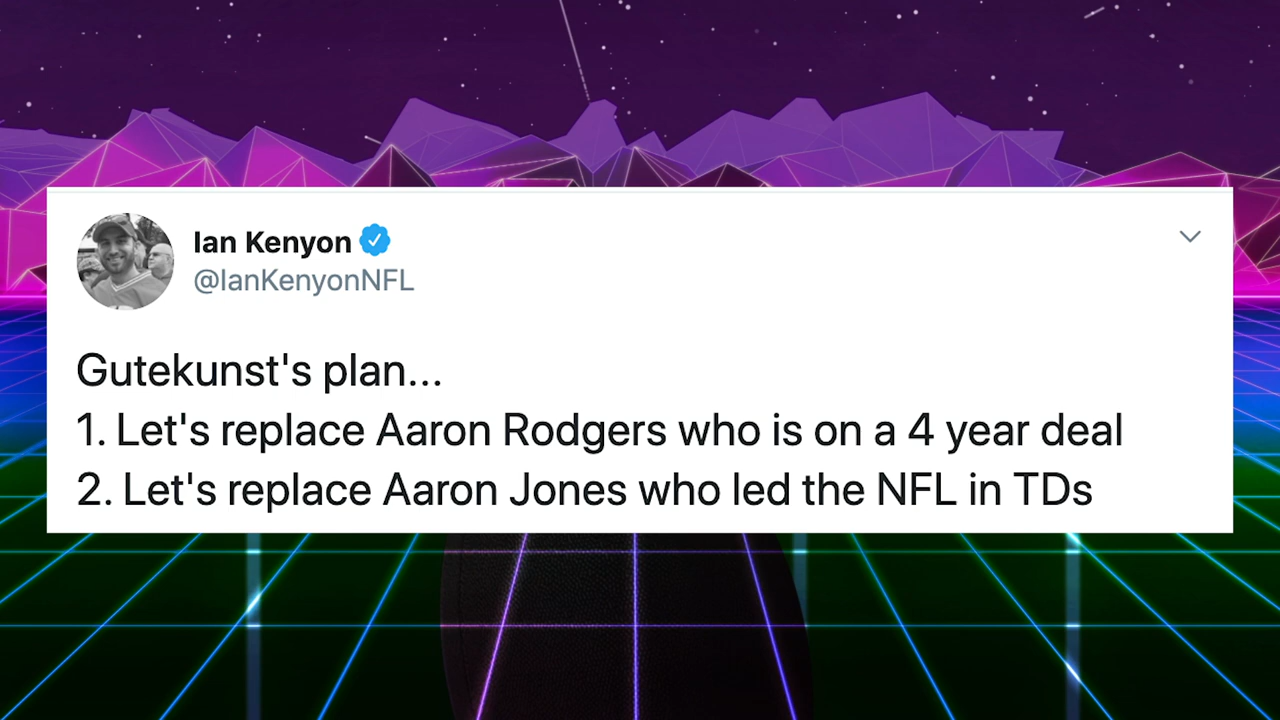 Ian Kenyon
@IanKenyonNFL
Gutekunst's plan...
1. Let's replace Aaron Rodgers who is on a 4 year deal
2. Let's replace Aaron Jones who led the NFL in TDs